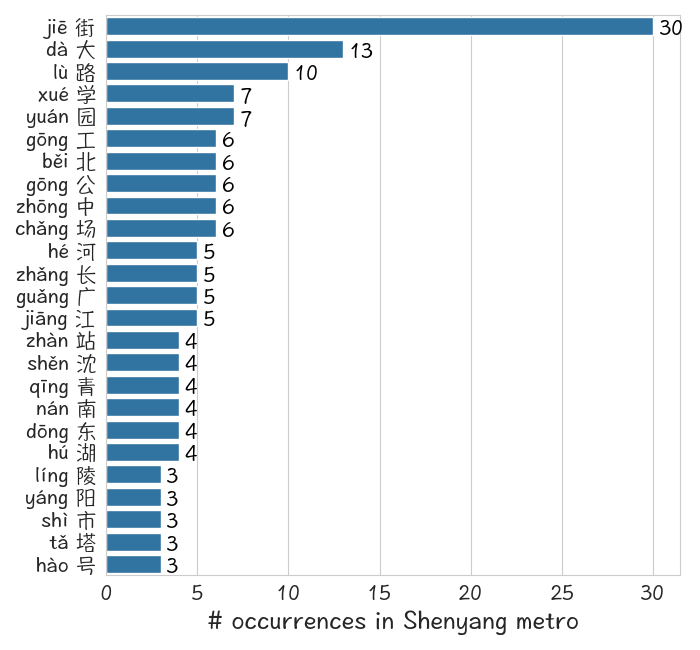 jiē 街 30
dà 大 13
lù 路 10
xué 学 7
yuán 园 7
gōng 工 6
běi 北 6
gōng 公 6
zhōng 中 6
chǎng 场 6
hé 河 5
zhǎng 长 5
guǎng 广 5
jiāng 江 5
zhàn 站 4
shěn 沈 4
qīng 青 4
nán 南 4
dōng 东 4
hú 湖 4
líng 陵 3
yáng 阳 3
shì 市 3
tǎ 塔 3
hào 号 3
0 5 10 15 20 25 30
# occurrences in Shenyang metro